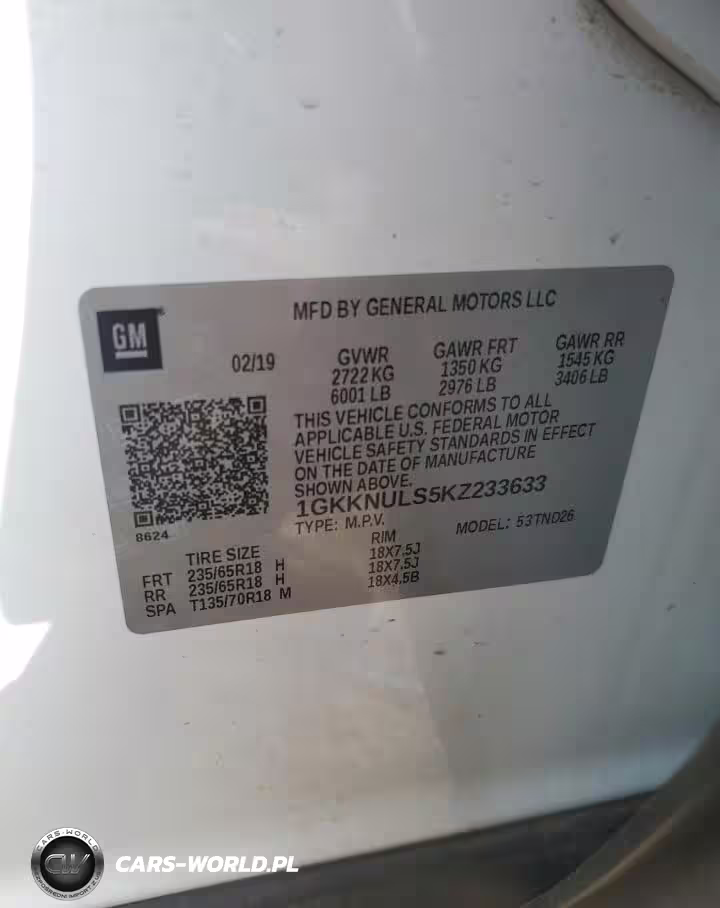 GM
MFD BY GENERAL MOTORS LLC
02/19
GVWR
2722 KG
6001 LB
GAWR FRT
1350 KG
2976 LB
GAWR RR
1545 KG
3406 LB
THIS VEHICLE CONFORMS TO ALL
APPLICABLE U.S. FEDERAL MOTOR
VEHICLE SAFETY STANDARDS IN EFFECT
ON THE DATE OF MANUFACTURE
SHOWN ABOVE.
1GKKNULS5KZ233633
TYPE: M.P.V. MODEL: 53TND26
8624
TIRE SIZE RIM
FRT 235/65R18 H 18X7.5J
RR 235/65R18 H 18X7.5J
SPA T135/70R18 M 18X4.5B
CARS-WORLD
CW
CARS-WORLD.PL